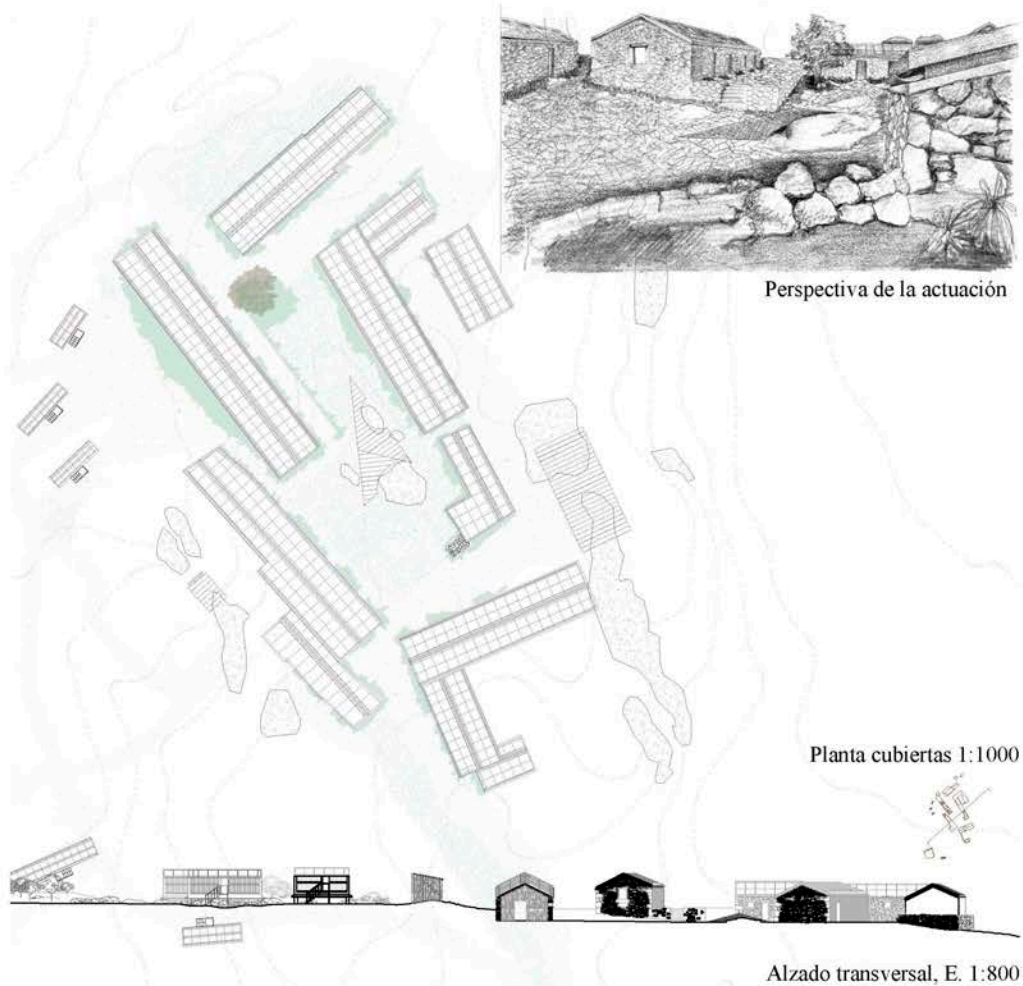 Perspectiva de la actuación
Planta cubiertas 1:1000
Alzado transversal, E. 1:800